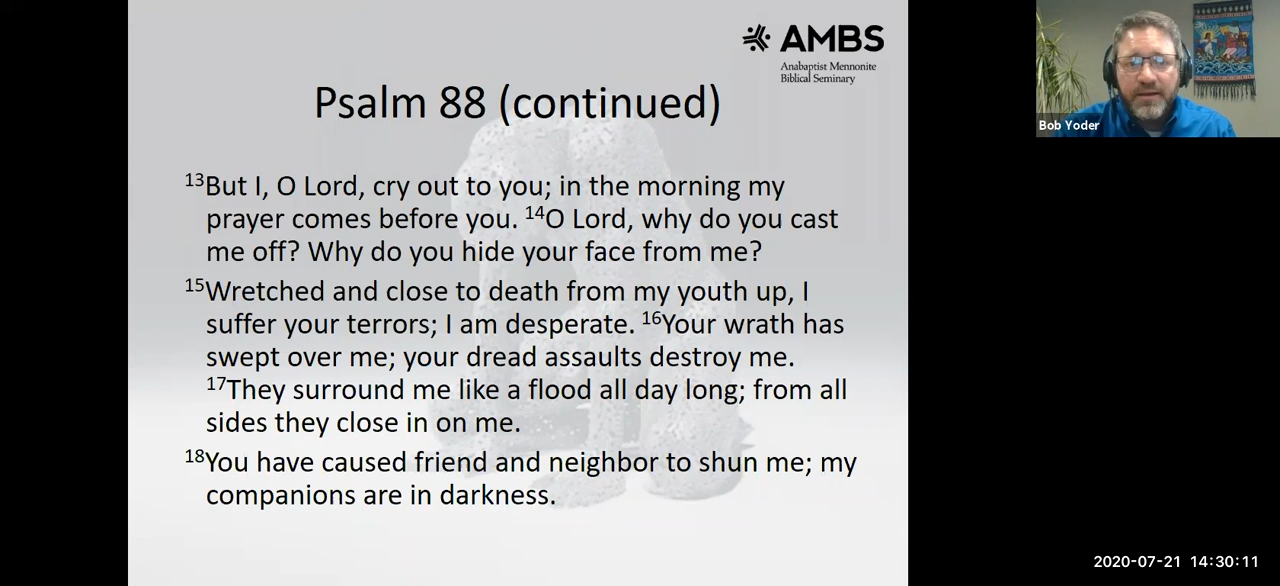 AMBS
Anabaptist Mennonite
Biblical Seminary
Psalm 88 (continued)
13But I, O Lord, cry out to you; in the morning my
prayer comes before you. 14O Lord, why do you cast
me off? Why do you hide your face from me?
15Wretched and close to death from my youth up, I
suffer your terrors; I am desperate. 16Your wrath has
swept over me; your dread assaults destroy me.
17They surround me like a flood all day long; from all
sides they close in on me.
18You have caused friend and neighbor to shun me; my
companions are in darkness.
Bob Yoder
2020-07-21 14:30:11